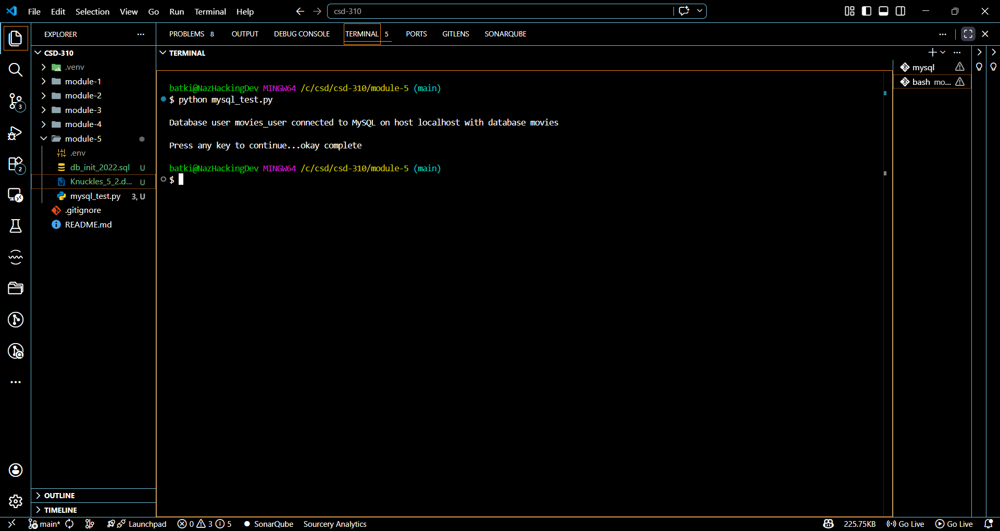 File Edit Selection View Go Run Terminal Help
csd-310
EXPLORER
PROBLEMS 8 OUTPUT DEBUG CONSOLE TERMINAL 5 PORTS GITLENS SONARQUBE
CSD-310
.venv
module-1
module-2
module-3
module-4
module-5
.env
db_init_2022.sql U
Knuckles_5_2.d... U
mysql_test.py 3, U
.gitignore
README.md
3
2
OUTLINE
TIMELINE
TERMINAL
batki@NazHackingDev MINGW64 /c/csd/csd-310/module-5 (main)
$ python mysql_test.py
Database user movies_user connected to MySQL on host localhost with database movies
Press any key to continue...okay complete
batki@NazHackingDev MINGW64 /c/csd/csd-310/module-5 (main)
$
mysql
bash mo...
main* Launchpad 0 3 5 SonarQube Sourcery Analytics 225.75KB Go Live Go Live